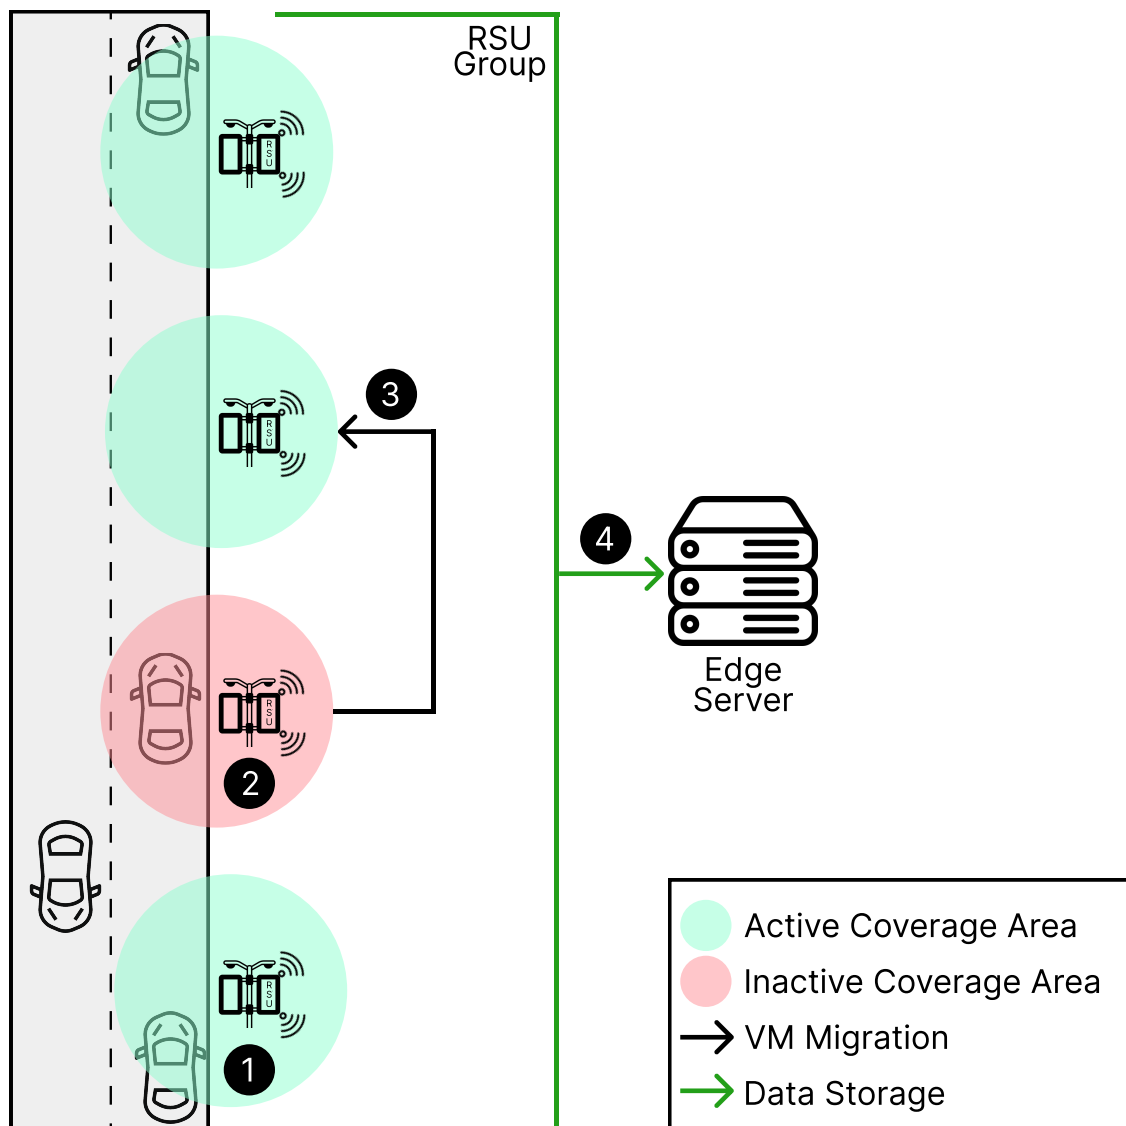 RSU
Group
R
S
U
3
R
S
U
4
Edge
Server
R
S
U
2
R
S
U
1
Active Coverage Area
Inactive Coverage Area
VM Migration
Data Storage